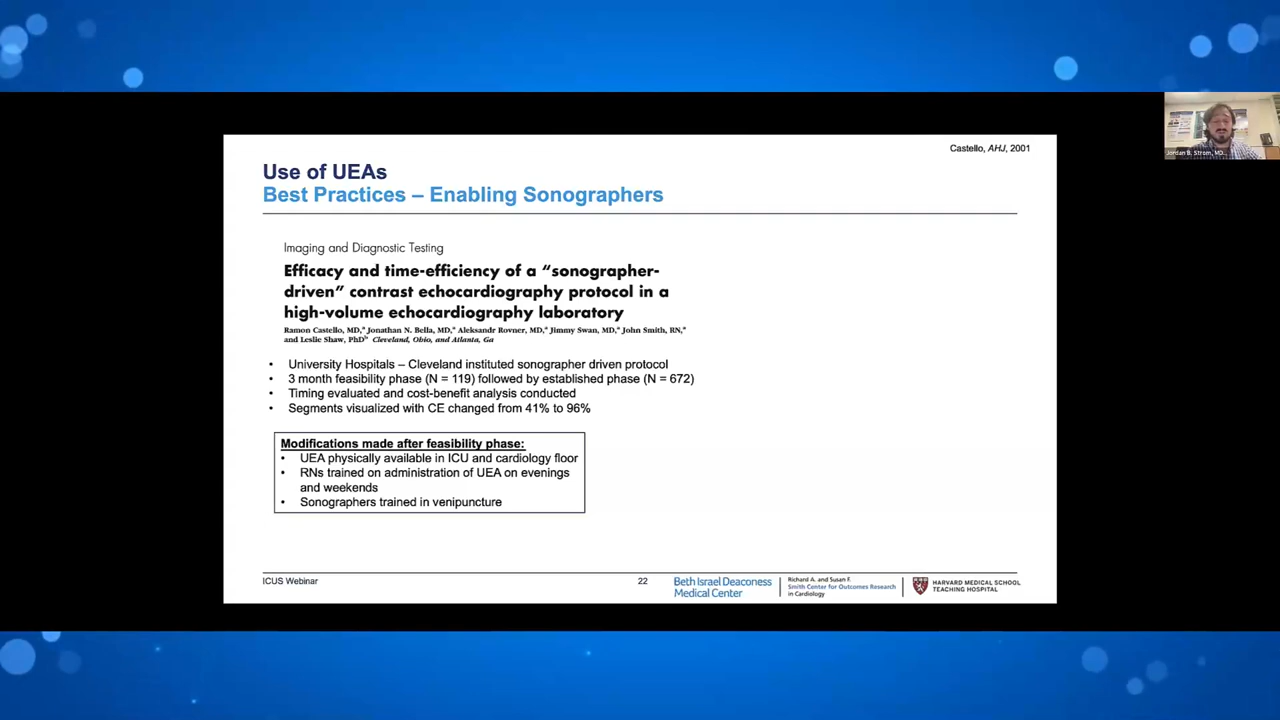 Castello, AHJ, 2001
Use of UEAs
Best Practices – Enabling Sonographers
Jordan B. Strom, MD...
Imaging and Diagnostic Testing
Efficacy and time-efficiency of a “sonographer-
driven” contrast echocardiography protocol in a
high-volume echocardiography laboratory
Ramon Castello, MD,a Jonathan N. Bella, MD,a Aleksandr Rovner, MD,a Jimmy Swan, MD,a John Smith, RN,a
and Leslie Shaw, PhDb Cleveland, Ohio, and Atlanta, Ga
• University Hospitals – Cleveland instituted sonographer driven protocol
• 3 month feasibility phase (N = 119) followed by established phase (N = 672)
• Timing evaluated and cost-benefit analysis conducted
• Segments visualized with CE changed from 41% to 96%
Modifications made after feasibility phase:
• UEA physically available in ICU and cardiology floor
• RNs trained on administration of UEA on evenings
and weekends
• Sonographers trained in venipuncture
ICUS Webinar
22
Beth Israel Deaconess
Medical Center
Richard A. and Susan F.
Smith Center for Outcomes Research
in Cardiology
HARVARD MEDICAL SCHOOL
TEACHING HOSPITAL